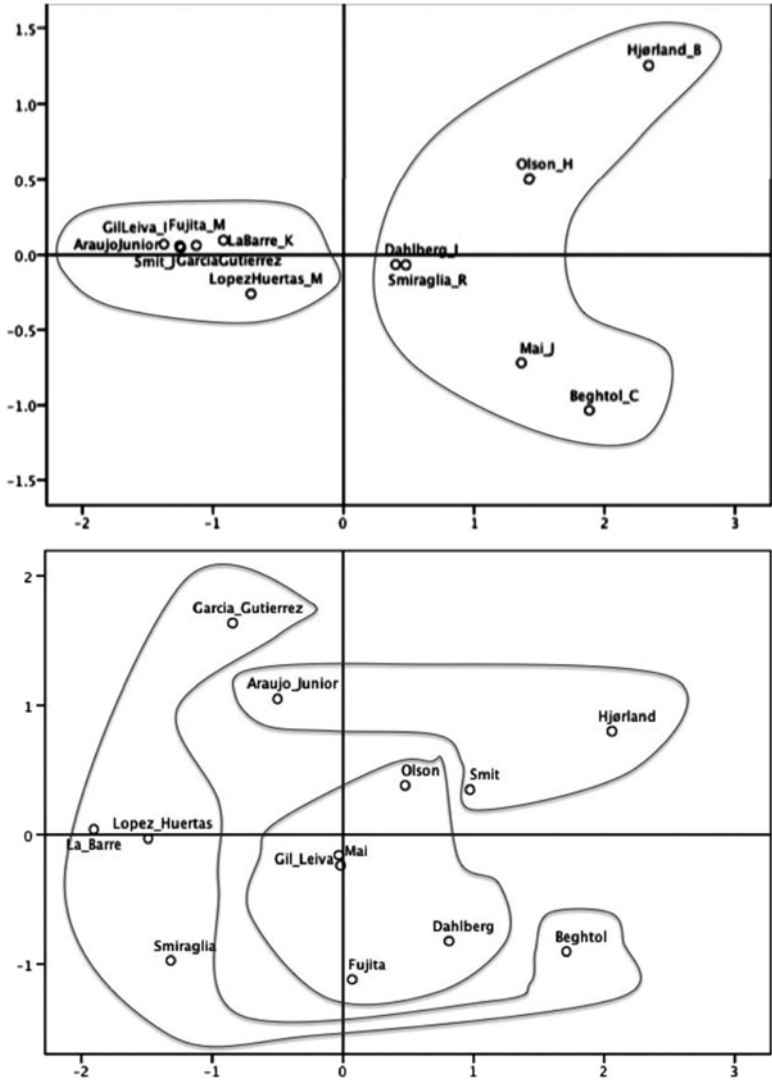 1.5
Hjørland_B
1.0
Olson_H
0.5
GilLeiva_I Fujita_M
AraujoJunior LaBarre_K
0.0
Dahlberg_I
Smit_J GarciaGutierrez
Smiraglia_R
LopezHuertas_M
-0.5
Mai_J
-1.0
Beghtol_C
-1.5
-2 -1 0 1 2 3
2
Garcia_Gutierrez
1
Araujo_Junior
Hjørland
Olson Smit
Lopez_Huertas
0
La_Barre
Mai
Gil_Leiva
Dahlberg
Smiraglia Beghtol
-1
Fujita
-2 -1 0 1 2 3